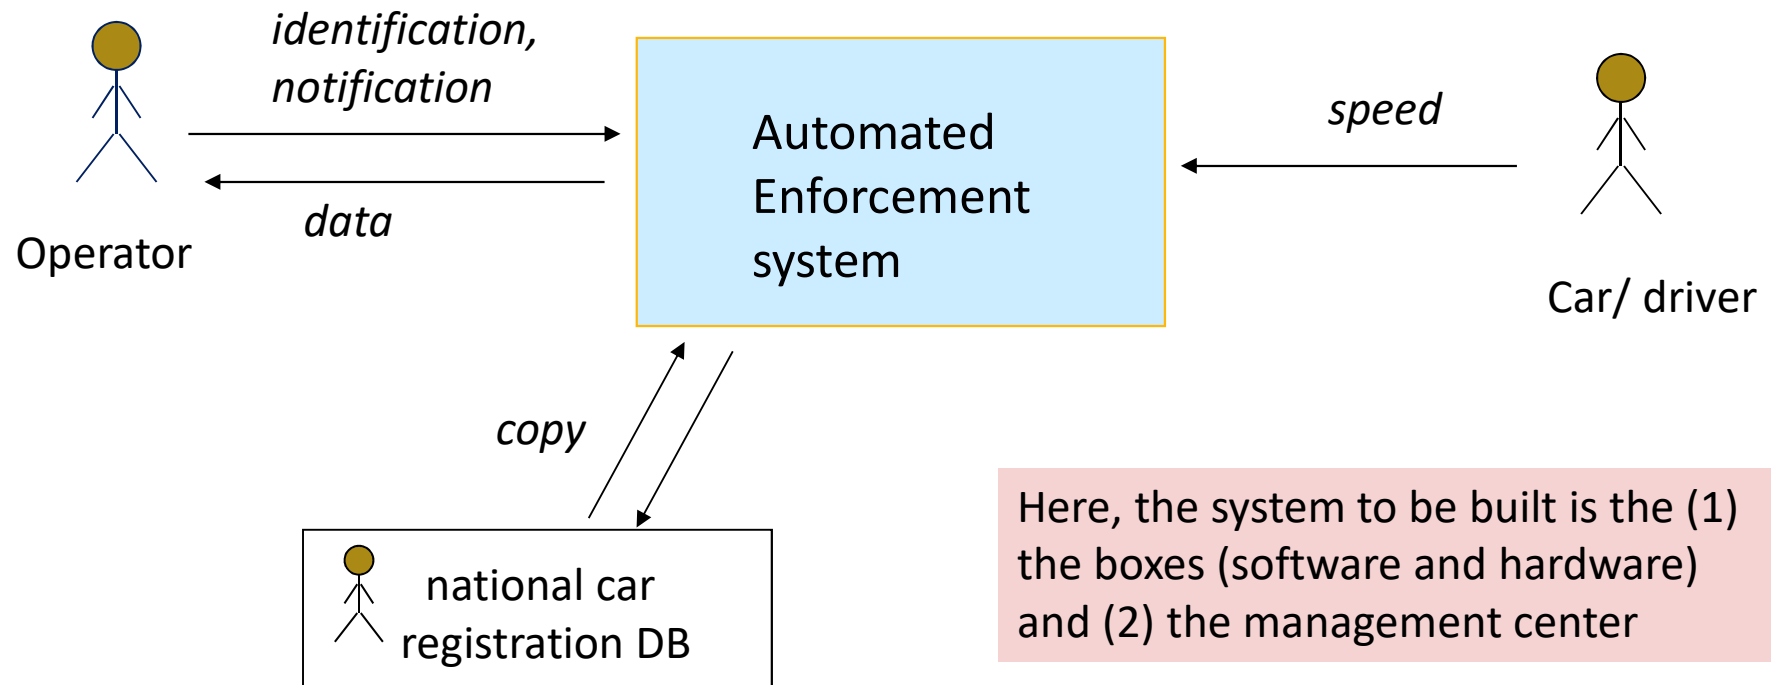 identification,
notification
data
Operator
Automated
Enforcement
system
speed
Car/ driver
copy
national car
registration DB
Here, the system to be built is the (1)
the boxes (software and hardware)
and (2) the management center